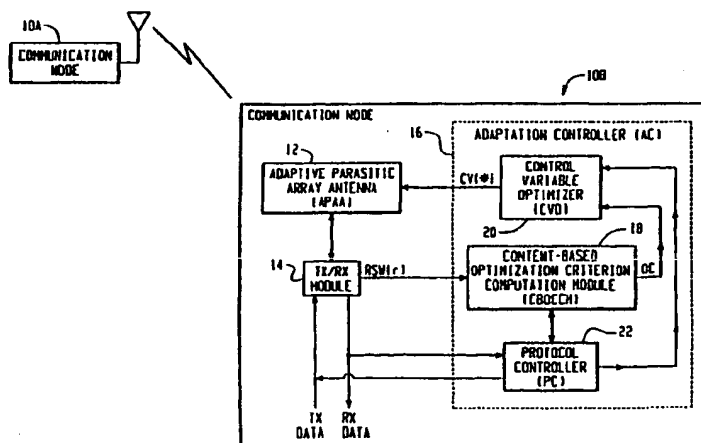 10A
COMMUNICATION
NODE
10B
COMMUNICATION NODE
16
ADAPTATION CONTROLLER (AC)
12
ADAPTIVE PARASITIC
ARRAY ANTENNA
(APAA)
CV(*)
CONTROL
VARIABLE
OPTIMIZER
(CVO)
20
18
14
TX/RX
MODULE
RSW(r)
CONTENT-BASED
OPTIMIZATION CRITERION
COMPUTATION MODULE
(CBOCCM)
OC
22
PROTOCOL
CONTROLLER
(PC)
TX
DATA
RX
DATA